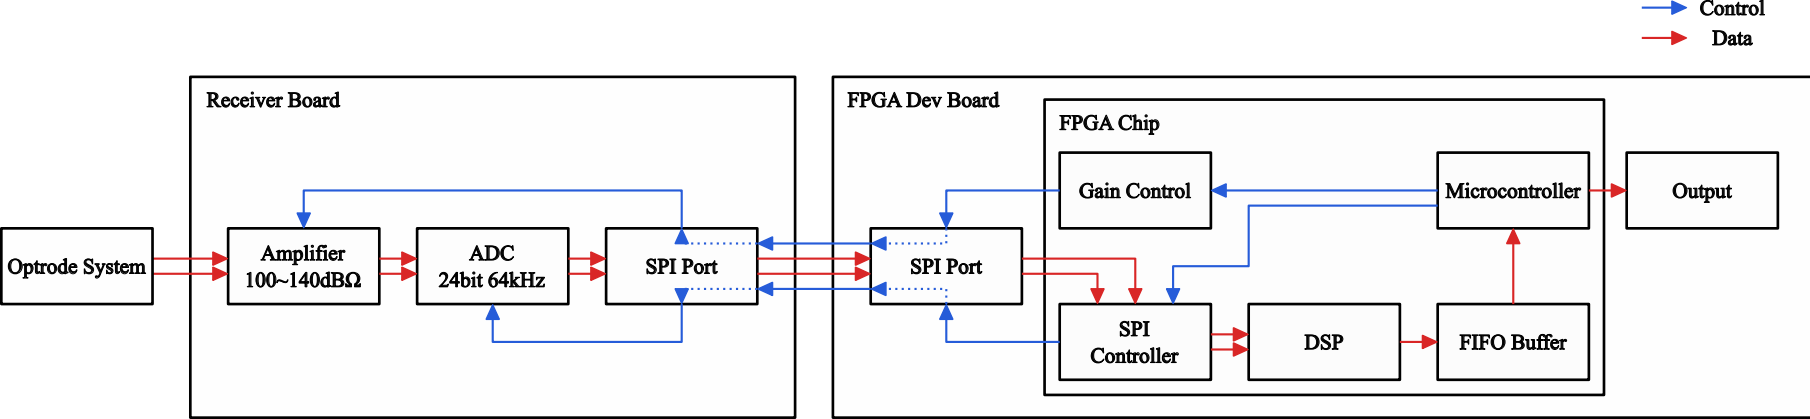 Control
Data
Receiver Board
FPGA Dev Board
FPGA Chip
Gain Control
Microcontroller
Output
Optrode System
Amplifier
100~140dBΩ
ADC
24bit 64kHz
SPI Port
SPI Port
SPI
Controller
DSP
FIFO Buffer